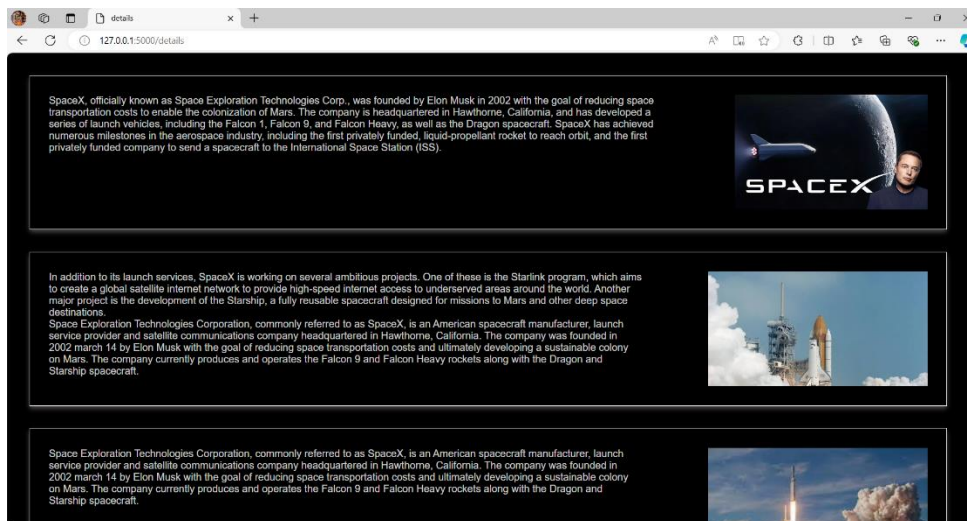 details
127.0.0.1:5000/details
SpaceX, officially known as Space Exploration Technologies Corp., was founded by Elon Musk in 2002 with the goal of reducing space
transportation costs to enable the colonization of Mars. The company is headquartered in Hawthorne, California, and has developed a
series of launch vehicles, including the Falcon 1, Falcon 9, and Falcon Heavy, as well as the Dragon spacecraft. SpaceX has achieved
numerous milestones in the aerospace industry, including the first privately funded, liquid-propellant rocket to reach orbit, and the first
privately funded company to send a spacecraft to the International Space Station (ISS).
SPACEX
In addition to its launch services, SpaceX is working on several ambitious projects. One of these is the Starlink program, which aims
to create a global satellite internet network to provide high-speed internet access to underserved areas around the world. Another
major project is the development of the Starship, a fully reusable spacecraft designed for missions to Mars and other deep space
destinations.
Space Exploration Technologies Corporation, commonly referred to as SpaceX, is an American spacecraft manufacturer, launch
service provider and satellite communications company headquartered in Hawthorne, California. The company was founded in
2002 march 14 by Elon Musk with the goal of reducing space transportation costs and ultimately developing a sustainable colony
on Mars. The company currently produces and operates the Falcon 9 and Falcon Heavy rockets along with the Dragon and
Starship spacecraft.
Space Exploration Technologies Corporation, commonly referred to as SpaceX, is an American spacecraft manufacturer, launch
service provider and satellite communications company headquartered in Hawthorne, California. The company was founded in
2002 march 14 by Elon Musk with the goal of reducing space transportation costs and ultimately developing a sustainable colony
on Mars. The company currently produces and operates the Falcon 9 and Falcon Heavy rockets along with the Dragon and
Starship spacecraft.